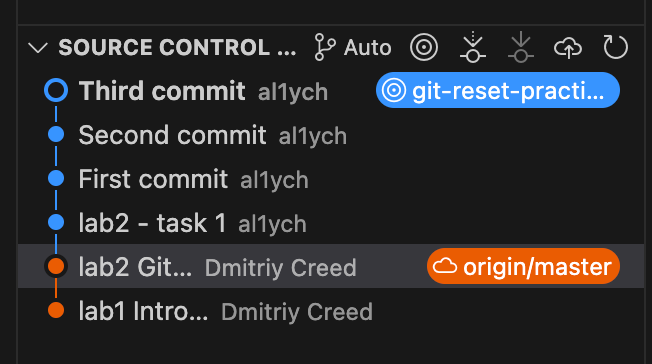 SOURCE CONTROL ... Auto
Third commit al1ych git-reset-practi...
Second commit al1ych
First commit al1ych
lab2 - task 1 al1ych
lab2 Git... Dmitriy Creed origin/master
lab1 Intro... Dmitriy Creed